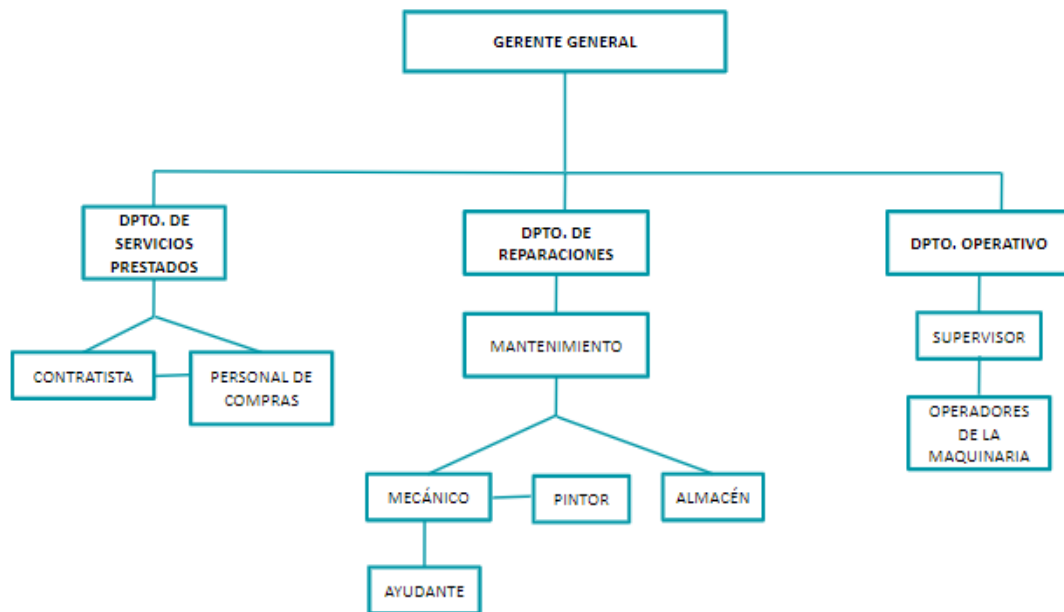 GERENTE GENERAL
DPTO. DE
SERVICIOS
PRESTADOS
DPTO. DE
REPARACIONES
DPTO. OPERATIVO
CONTRATISTA
PERSONAL DE
COMPRAS
MANTENIMIENTO
SUPERVISOR
OPERADORES
DE LA
MAQUINARIA
MECÁNICO
PINTOR
ALMACÉN
AYUDANTE